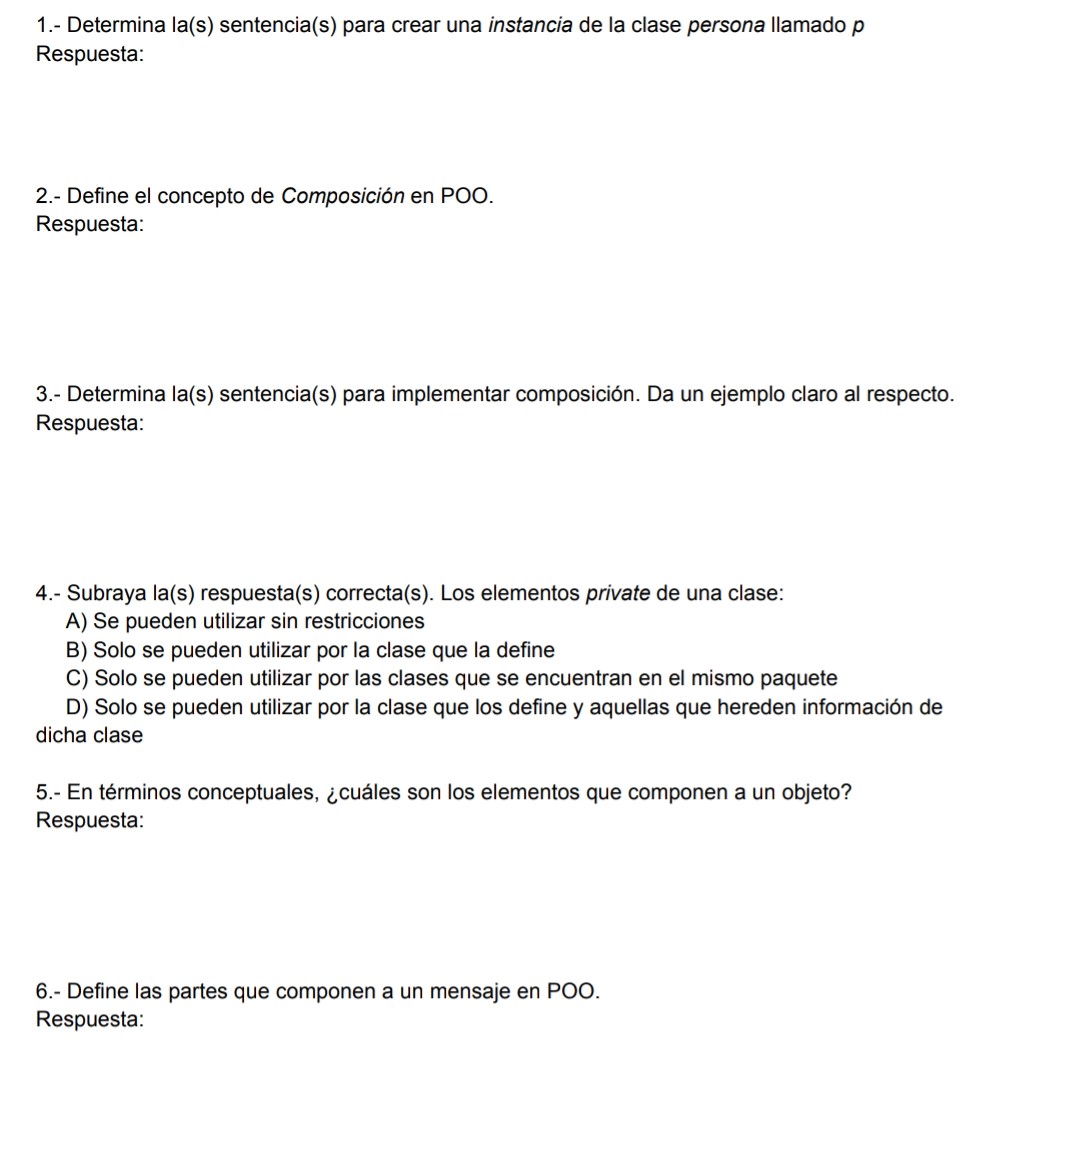 1.- Determina la(s) sentencia(s) para crear una instancia de la clase persona llamado p
Respuesta:
2.- Define el concepto de Composición en POO.
Respuesta:
3.- Determina la(s) sentencia(s) para implementar composición. Da un ejemplo claro al respecto.
Respuesta:
4.- Subraya la(s) respuesta(s) correcta(s). Los elementos private de una clase:
A) Se pueden utilizar sin restricciones
B) Solo se pueden utilizar por la clase que la define
C) Solo se pueden utilizar por las clases que se encuentran en el mismo paquete
D) Solo se pueden utilizar por la clase que los define y aquellas que hereden información de
dicha clase
5.- En términos conceptuales, ¿cuáles son los elementos que componen a un objeto?
Respuesta:
6.- Define las partes que componen a un mensaje en POO.
Respuesta: